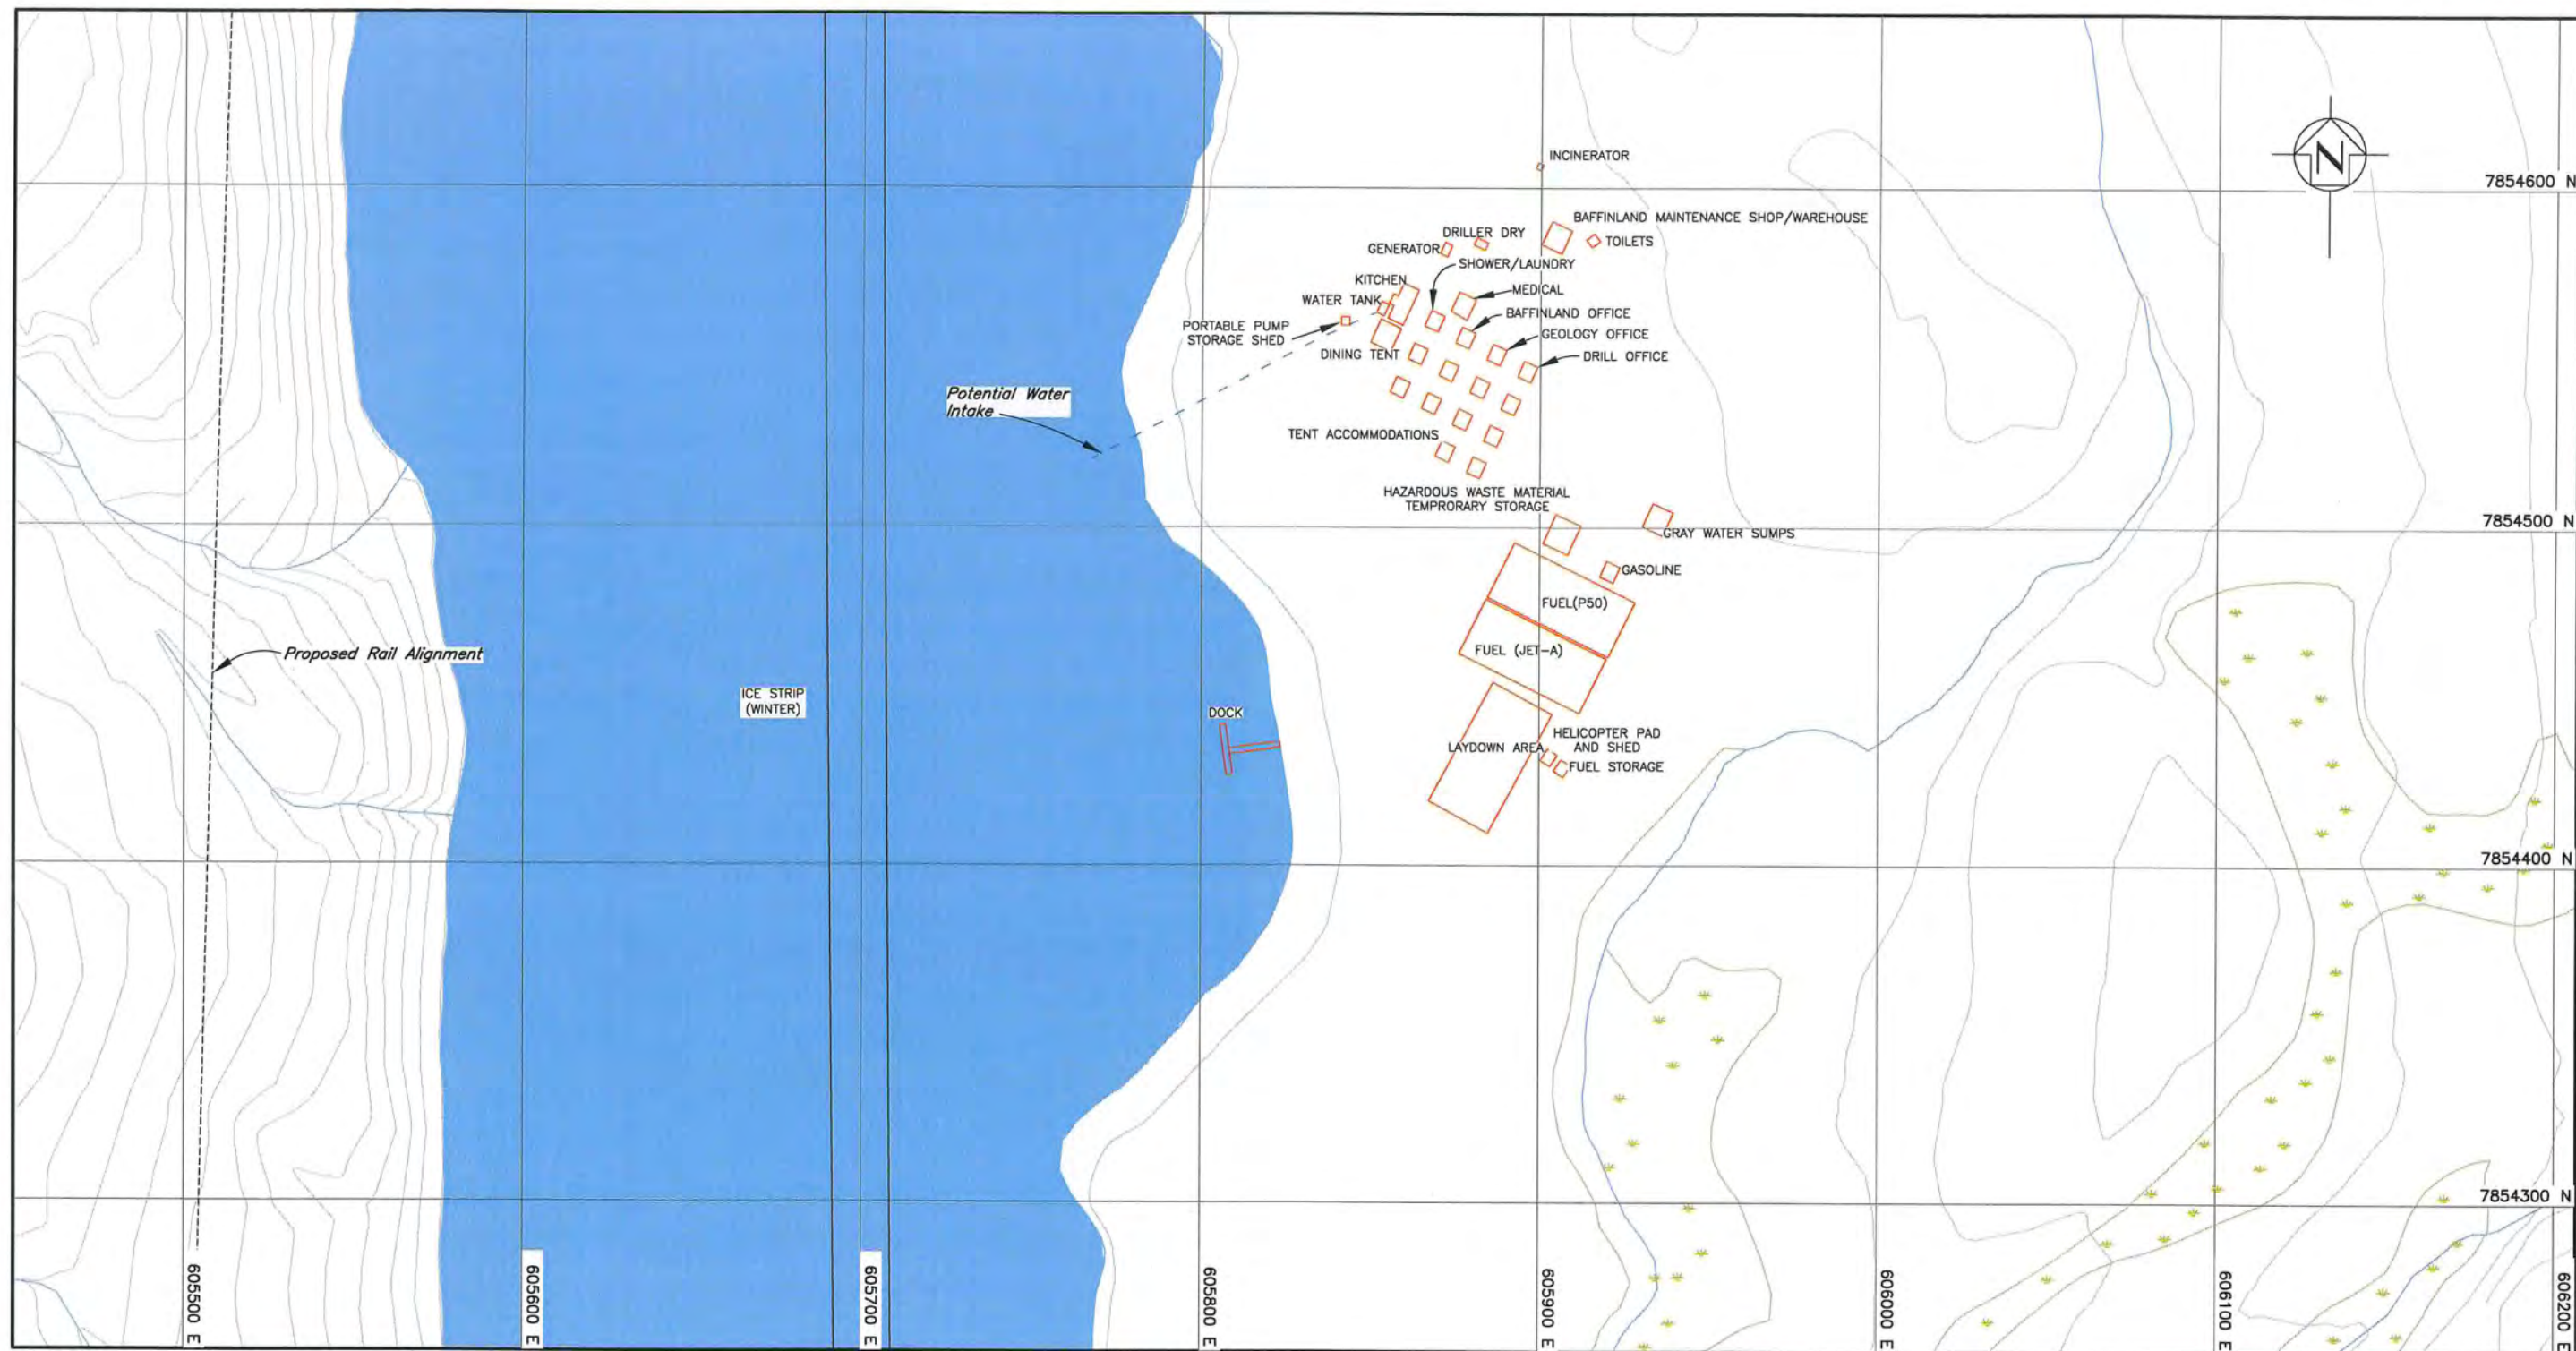 N
INCINERATOR
7854600 N
BAFFINLAND MAINTENANCE SHOP/WAREHOUSE
DRILLER DRY
TOILETS
GENERATOR
SHOWER/LAUNDRY
KITCHEN
MEDICAL
WATER TANK
BAFFINLAND OFFICE
PORTABLE PUMP
STORAGE SHED
GEOLOGY OFFICE
DINING TENT
DRILL OFFICE
Potential Water
Intake
TENT ACCOMMODATIONS
HAZARDOUS WASTE MATERIAL
TEMPRORARY STORAGE
7854500 N
GRAY WATER SUMPS
GASOLINE
FUEL(P50)
FUEL (JET-A)
Proposed Rail Alignment
ICE STRIP
(WINTER)
DOCK
HELICOPTER PAD
AND SHED
LAYDOWN AREA
FUEL STORAGE
7854400 N
7854300 N
605500 E
605600 E
605700 E
605800 E
605900 E
606000 E
606100 E
606200 E